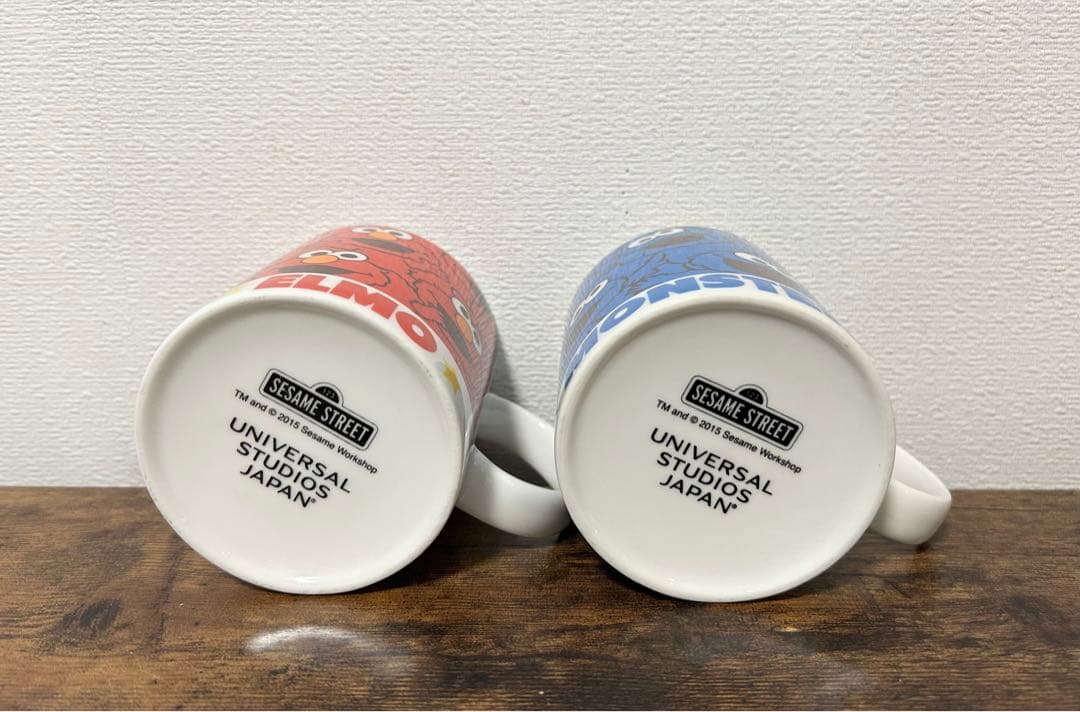 ELMO
SESAME STREET
TM and © 2015 Sesame Workshop
UNIVERSAL
STUDIOS
JAPAN®
MONSTE
SESAME STREET
TM and © 2015 Sesame Workshop
UNIVERSAL
STUDIOS
JAPAN®